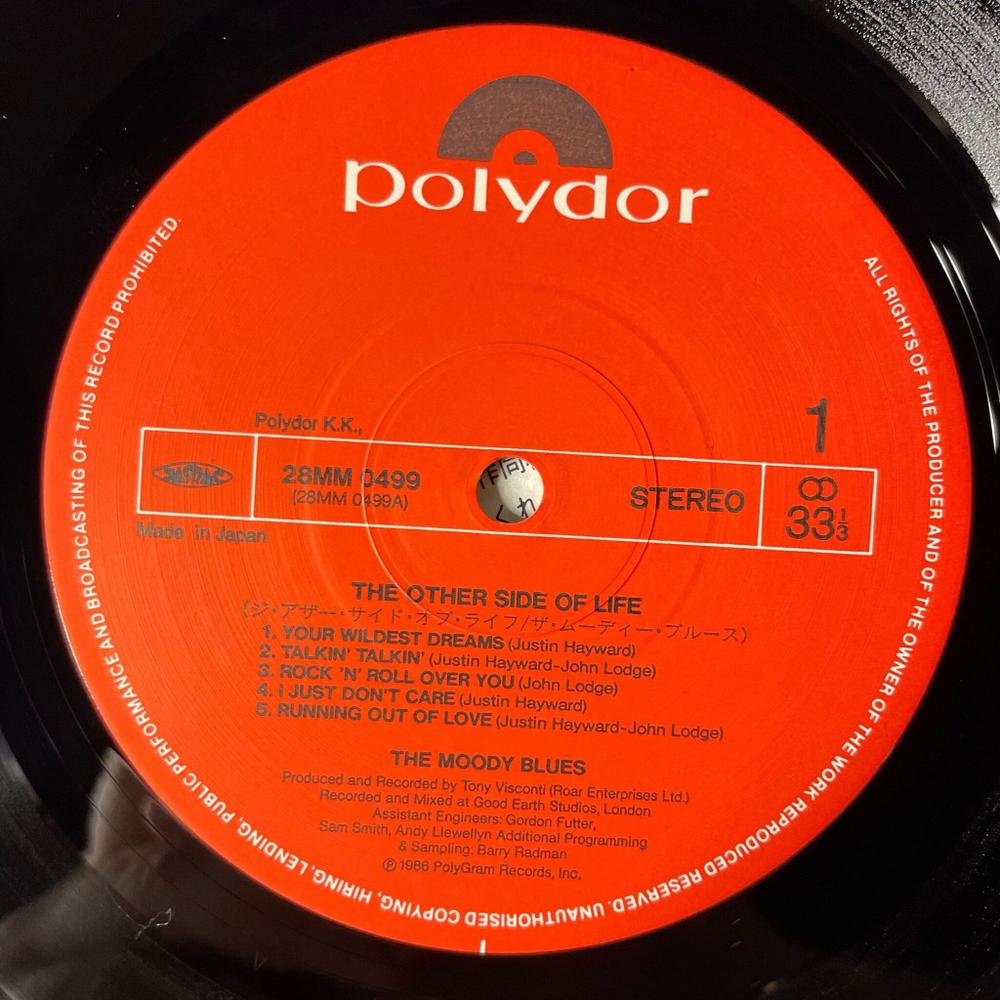 polydor
BROADCASTING OF THIS RECORD PROHIBITED.
ALL RIGHTS OF THE PRODUCER AND OF THE OWNER OF THE WORK REPRODUCED RESERVED. UNAUTHORISED COPYING, HIRING, LENDING, PUBLIC PERFORMANCE AND
1
Polydor K.K.,
28MM 0499
(28MM 0499A)
STEREO
33 1/3
Made in Japan
THE OTHER SIDE OF LIFE
(ジ・アザー・サイド・オブ・ライフ/ザ・ムーディー・ブルース)
1. YOUR WILDEST DREAMS (Justin Hayward)
2. TALKIN' TALKIN' (Justin Hayward-John Lodge)
3. ROCK 'N' ROLL OVER YOU (John Lodge)
4. I JUST DON'T CARE (Justin Hayward)
5. RUNNING OUT OF LOVE (Justin Hayward-John Lodge)
THE MOODY BLUES
Produced and Recorded by Tony Visconti (Roar Enterprises Ltd.)
Recorded and Mixed at Good Earth Studios, London
Assistant Engineers: Gordon Futter,
Sam Smith, Andy Llewellyn Additional Programming
& Sampling: Barry Radman
℗ 1986 PolyGram Records, Inc.